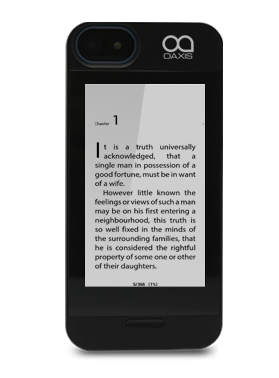 OAXIS
Chapter 1
It is a truth universally
acknowledged, that a
single man in possession of a
good fortune, must be in want
of a wife.
However little known the
feelings or views of such a man
may be on his first entering a
neighbourhood, this truth is
so well fixed in the minds of
the surrounding families, that
he is considered the rightful
property of some one or other
of their daughters.
5/356 (1%)